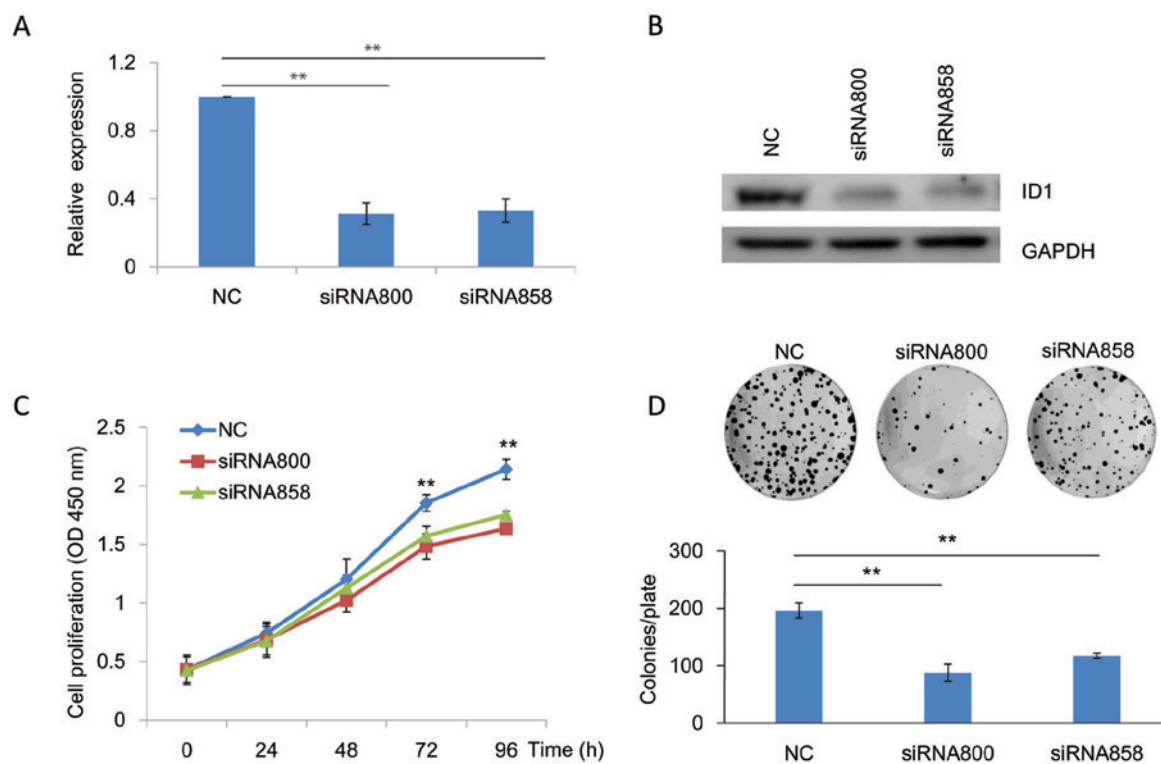 A
**
**
1.2
0.8
0.4
0
Relative expression
NC
siRNA800
siRNA858
B
NC
siRNA800
siRNA858
ID1
GAPDH
C
NC
siRNA800
siRNA858
**
**
2.5
2
1.5
1
0.5
0
Cell proliferation (OD 450 nm)
0 24 48 72 96 Time (h)
D
NC
siRNA800
siRNA858
300
200
100
0
Colonies/plate
**
**
NC
siRNA800
siRNA858